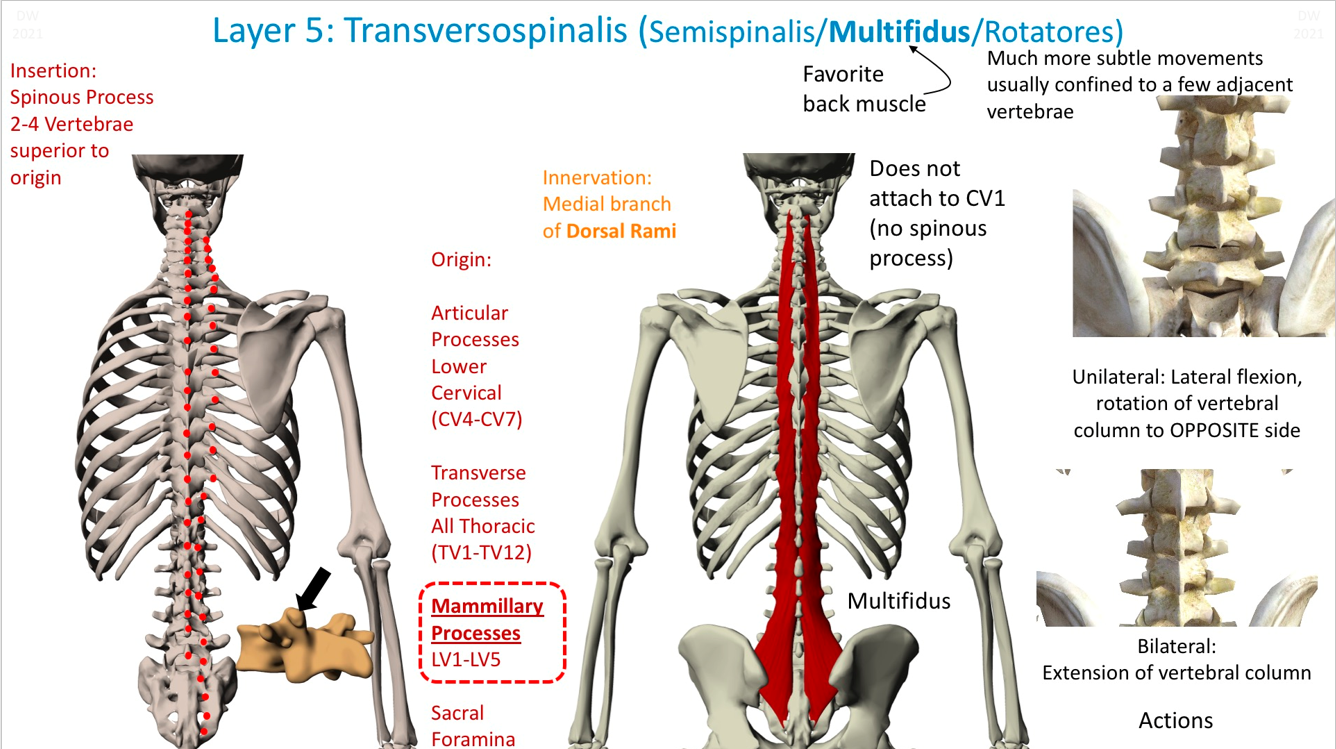 DW
2021
Layer 5: Transversospinalis (Semispinalis/Multifidus/Rotatores)
DW
2021
Insertion:
Spinous Process
2-4 Vertebrae
superior to
origin
Favorite
back muscle
Much more subtle movements
usually confined to a few adjacent
vertebrae
Innervation:
Medial branch
of Dorsal Rami
Does not
attach to CV1
(no spinous
process)
Origin:
Articular
Processes
Lower
Cervical
(CV4-CV7)
Transverse
Processes
All Thoracic
(TV1-TV12)
Mammillary
Processes
LV1-LV5
Sacral
Foramina
Multifidus
Unilateral: Lateral flexion,
rotation of vertebral
column to OPPOSITE side
Bilateral:
Extension of vertebral column
Actions